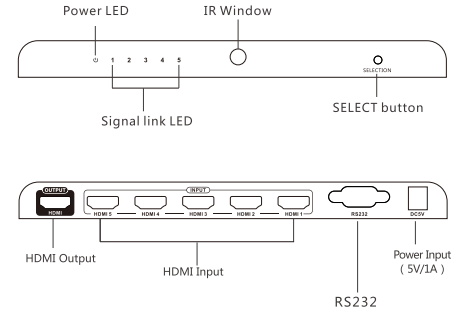 Power LED
IR Window
1 2 3 4 5
SELECTION
Signal link LED
SELECT button
OUTPUT
INPUT
HDMI
HDMI 5
HDMI 4
HDMI 3
HDMI 2
HDMI 1
RS232
DC5V
HDMI Output
HDMI Input
Power Input
( 5V/1A )
RS232